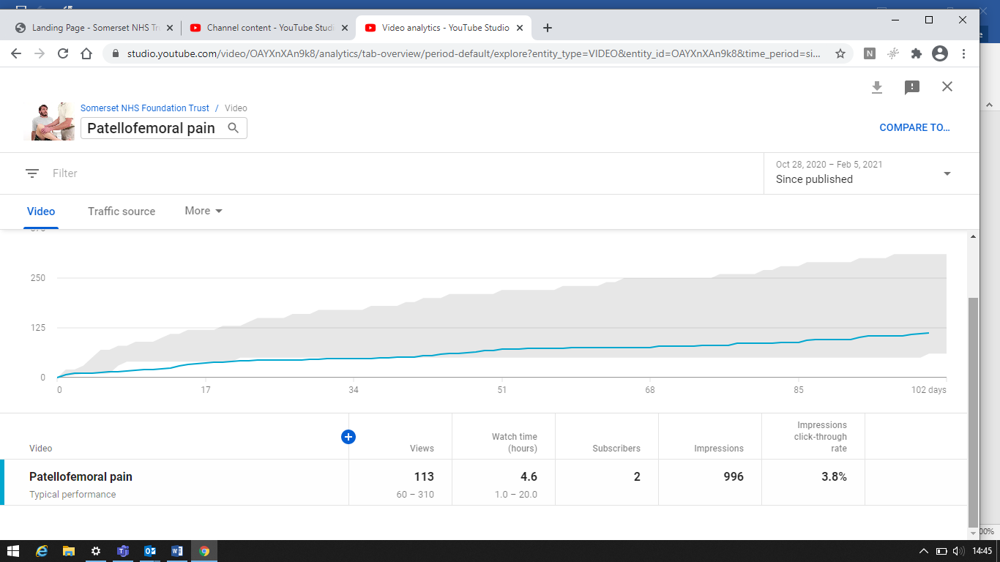 Landing Page - Somerset NHS Tr
Channel content - YouTube Studi
Video analytics - YouTube Studio
studio.youtube.com/video/OAYXnXAn9k8/analytics/tab-overview/period-default/explore?entity_type=VIDEO&entity_id=OAYXnXAn9k8&time_period=si...
N
Somerset NHS Foundation Trust / Video
Patellofemoral pain
COMPARE TO...
Filter
Oct 28, 2020 – Feb 5, 2021
Since published
Video
Traffic source
More
250
125
0
0 17 34 51 68 85 102 days
Video
Views
Watch time
(hours)
Subscribers
Impressions
Impressions
click-through
rate
Patellofemoral pain 113 4.6 2 996 3.8%
Typical performance 60 – 310 1.0 – 20.0
14:45